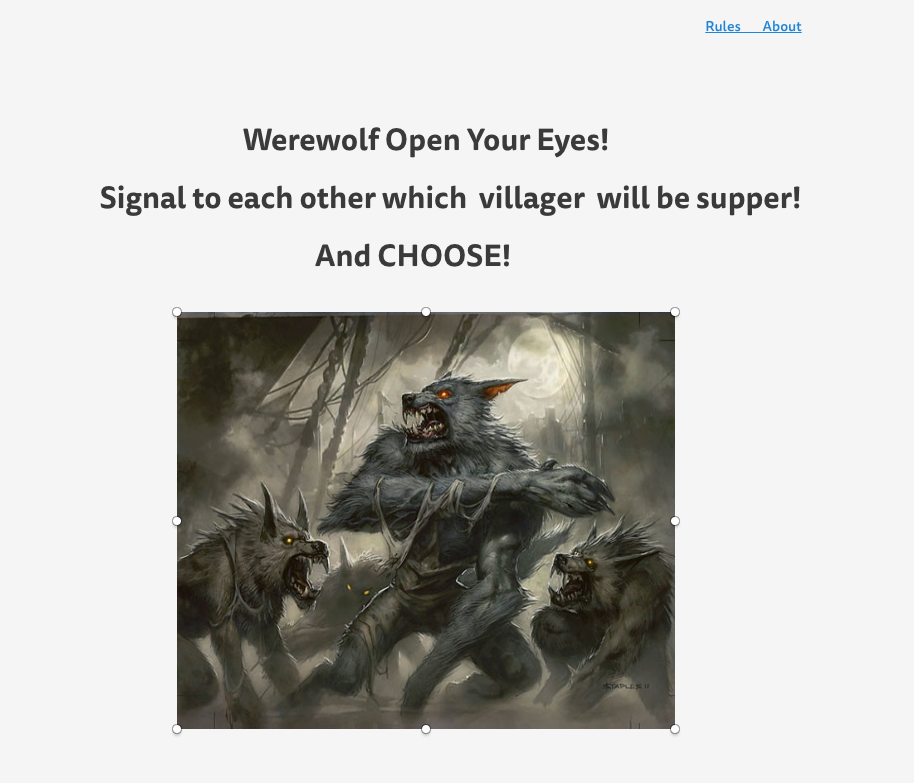 Rules About
Werewolf Open Your Eyes!
Signal to each other which villager will be supper!
And CHOOSE!